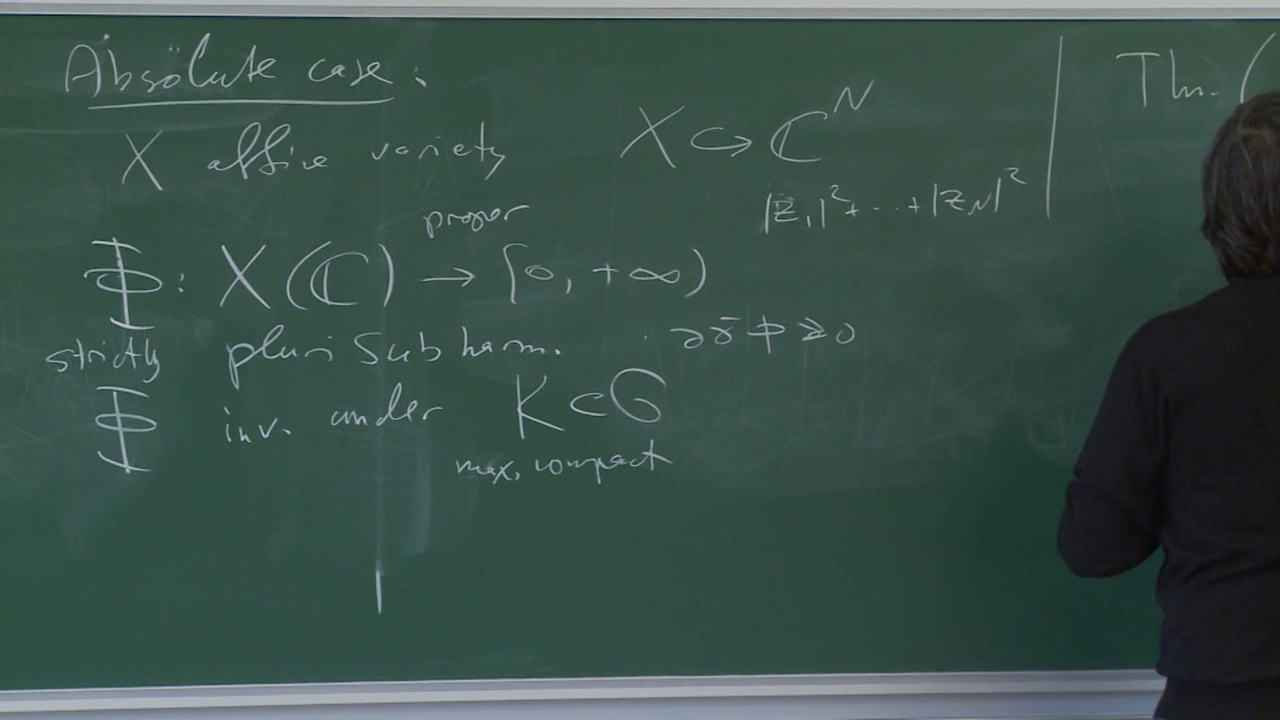 Absolute case:
X affine variety X ↪ ℂ^N
|z₁|²+···+|z_N|²
proper
Φ: X(ℂ) → [0, +∞)
strictly plurisubharm. ∂∂̄ϕ ≥ 0
Φ inv. under K ⊂ G
max. compact
Thm. (